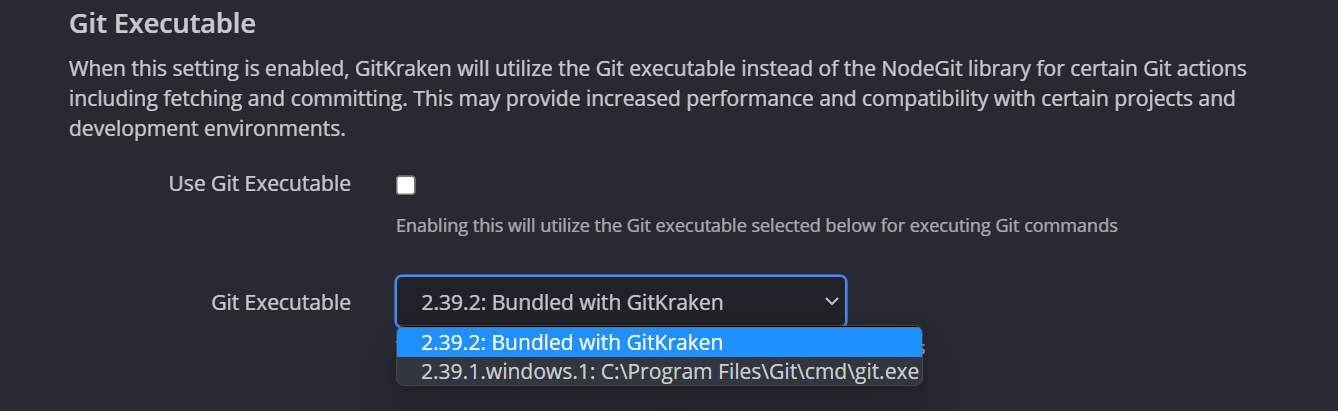 Git Executable
When this setting is enabled, GitKraken will utilize the Git executable instead of the NodeGit library for certain Git actions
including fetching and committing. This may provide increased performance and compatibility with certain projects and
development environments.
Use Git Executable
Enabling this will utilize the Git executable selected below for executing Git commands
Git Executable
2.39.2: Bundled with GitKraken
2.39.2: Bundled with GitKraken
2.39.1.windows.1: C:\Program Files\Git\cmd\git.exe